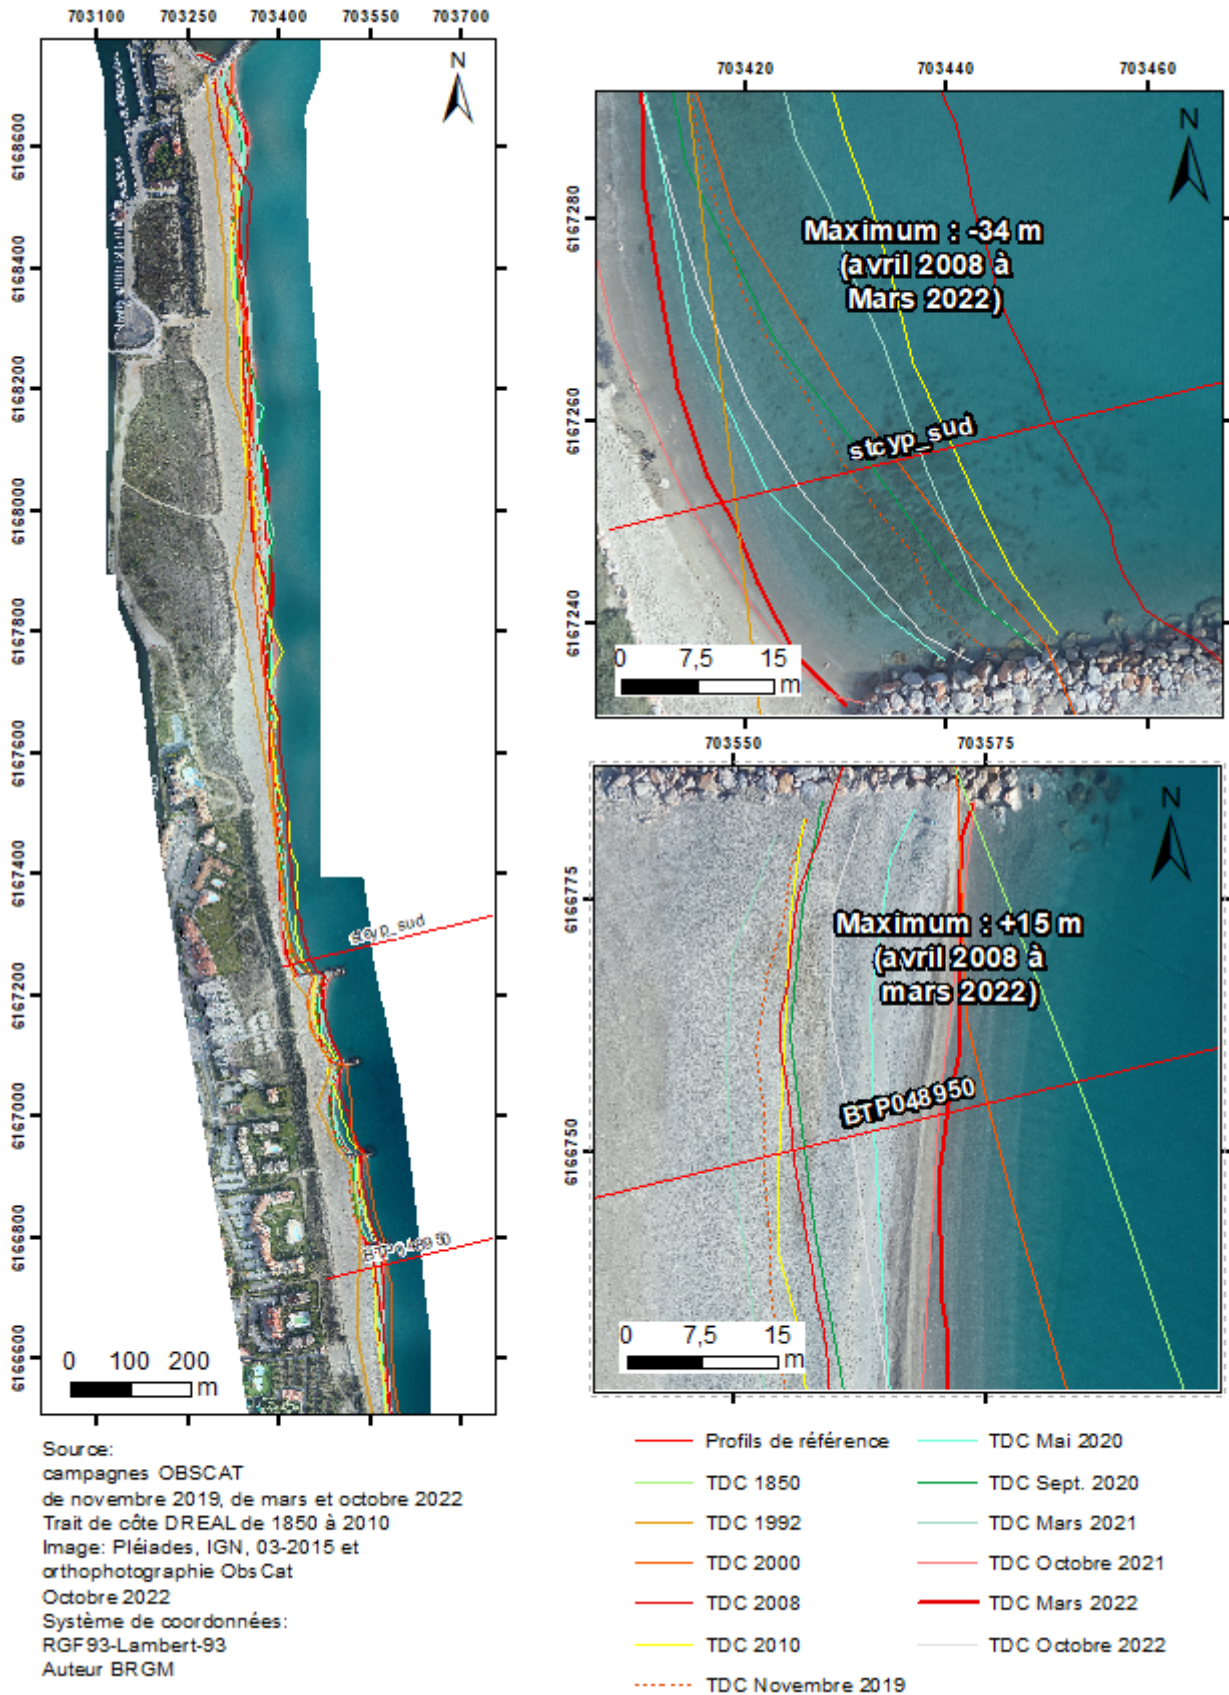 703100 703250 703400 703550 703700
N
6168600
6168400
6168200
6168000
6167800
6167600
6167400
6167200
6167000
6166800
6166600
stcyp_sud
BTP048950
0 100 200
m
703420 703440 703460
N
6167280
6167260
6167240
Maximum : -34 m
(avril 2008 à
Mars 2022)
stcyp_sud
0 7,5 15
m
703550 703575
N
6166775
6166750
Maximum : +15 m
(avril 2008 à
mars 2022)
BTP048950
0 7,5 15
m
Source:
campagnes OBSCAT
de novembre 2019, de mars et octobre 2022
Trait de côte DREAL de 1850 à 2010
Image: Pléiades, IGN, 03-2015 et
orthophotographie ObsCat
Octobre 2022
Système de coordonnées:
RGF93-Lambert-93
Auteur BRGM
Profils de référence
TDC 1850
TDC 1992
TDC 2000
TDC 2008
TDC 2010
TDC Novembre 2019
TDC Mai 2020
TDC Sept. 2020
TDC Mars 2021
TDC Octobre 2021
TDC Mars 2022
TDC Octobre 2022